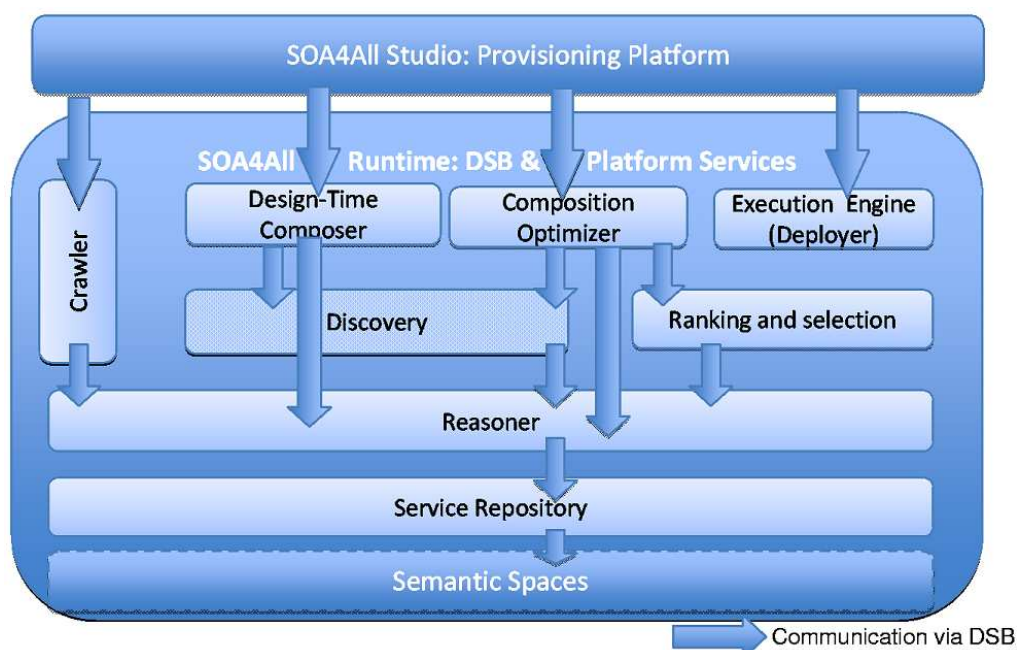 SOA4All Studio: Provisioning Platform
SOA4All Runtime: DSB & Platform Services
Crawler
Design-Time
Composer
Composition
Optimizer
Execution Engine
(Deployer)
Discovery
Ranking and selection
Reasoner
Service Repository
Semantic Spaces
Communication via DSB